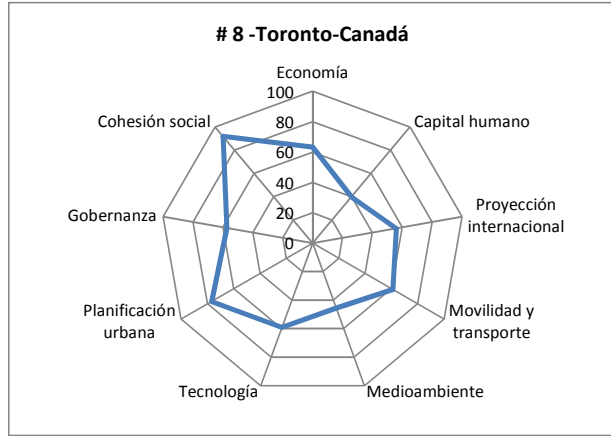 # 8 -Toronto-Canadá
Economía
100
80
60
40
20
0
Capital humano
Proyección
internacional
Movilidad y
transporte
Medioambiente
Tecnología
Planificación
urbana
Gobernanza
Cohesión social